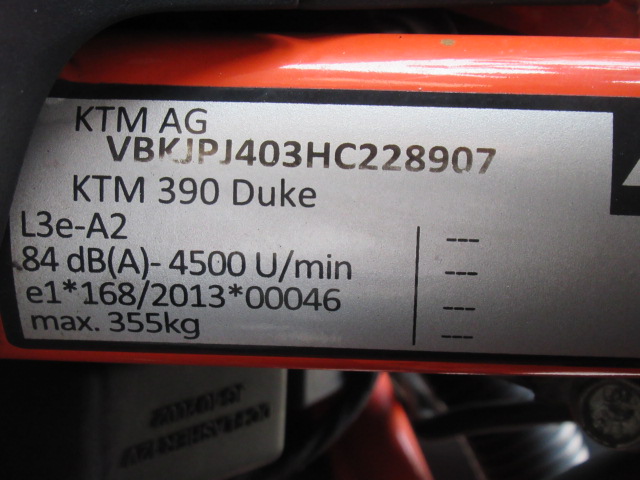 KTM AG
VBKJPJ403HC228907
KTM 390 Duke
L3e-A2
---
84 dB(A)- 4500 U/min
---
e1*168/2013*00046
---
max. 355kg
---